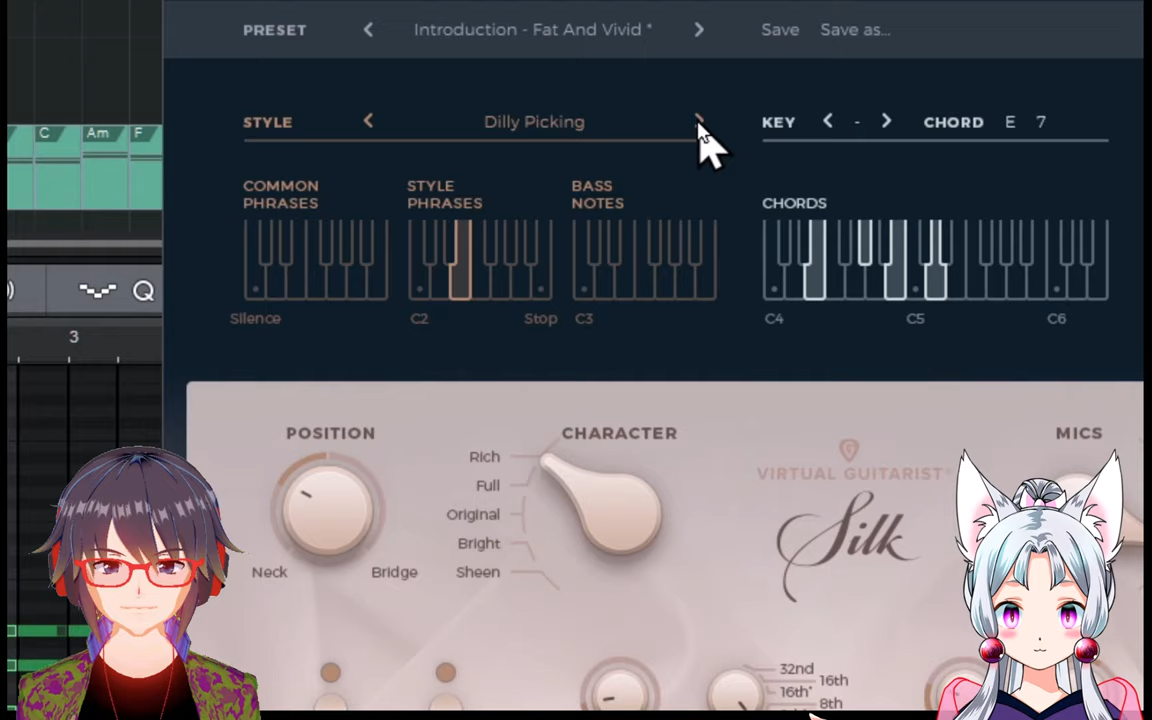 PRESET
Introduction - Fat And Vivid *
Save
Save as...
STYLE
Dilly Picking
KEY
-
CHORD
E 7
C
Am
F
COMMON
PHRASES
STYLE
PHRASES
BASS
NOTES
CHORDS
Silence
C2
Stop
C3
C4
C5
C6
Q
3
POSITION
Neck
Bridge
CHARACTER
Rich
Full
Original
Bright
Sheen
MICS
VIRTUAL GUITARIST
Silk
32nd
16th
16th*
8th